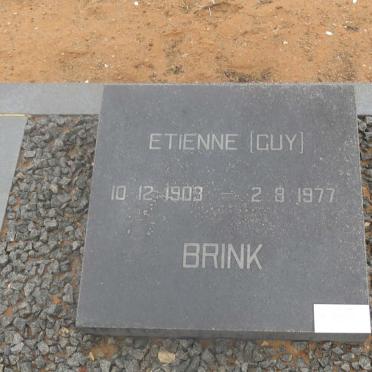 ETIENNE (GUY)
10 12 1903 — 2 8 1977
BRINK